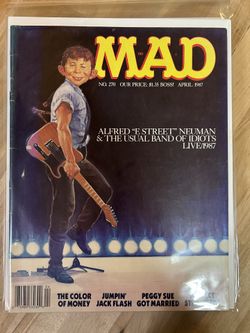 MAD
NO. 270 OUR PRICE: $1.35 BOSS! APRIL 1987
ALFRED "E STREET" NEUMAN
& THE USUAL BAND OF IDIOTS
LIVE/1987
THE COLOR
OF MONEY
JUMPIN'
JACK FLASH
PEGGY SUE
GOT MARRIED